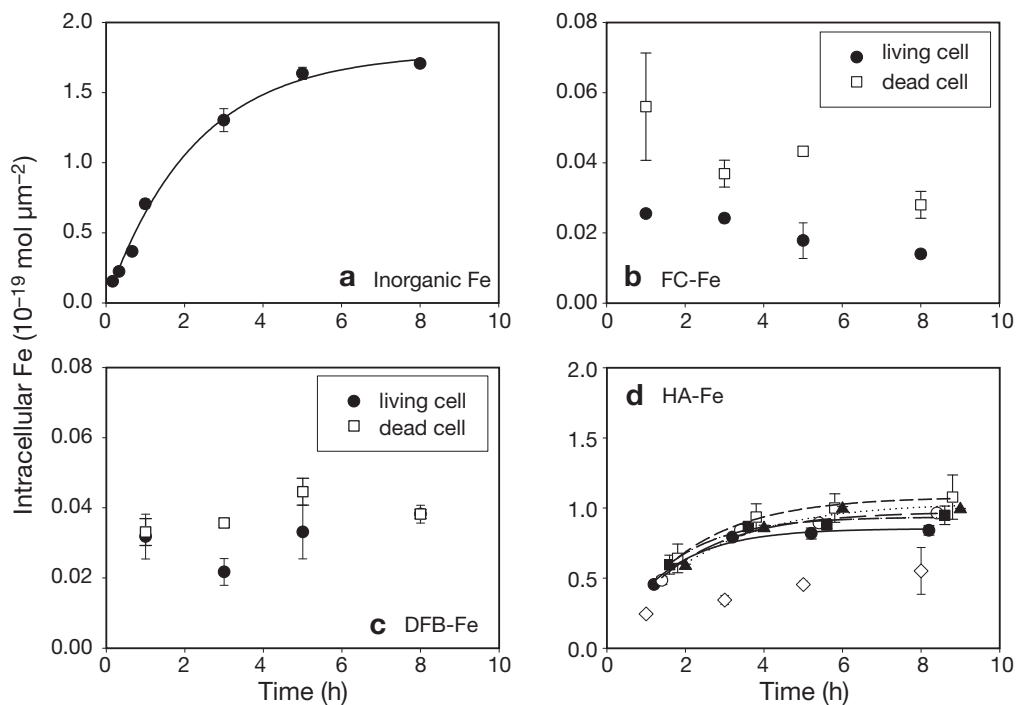 Intracellular Fe (10⁻¹⁹ mol μm⁻²)
2.0
1.5
1.0
0.5
0.0
0 2 4 6 8 10
a Inorganic Fe
0.08
0.06
0.04
0.02
0.00
0 2 4 6 8 10
living cell
dead cell
b FC-Fe
0.08
0.06
0.04
0.02
0.00
0 2 4 6 8 10
living cell
dead cell
c DFB-Fe
Time (h)
2.0
1.5
1.0
0.5
0.0
0 2 4 6 8 10
d HA-Fe
Time (h)